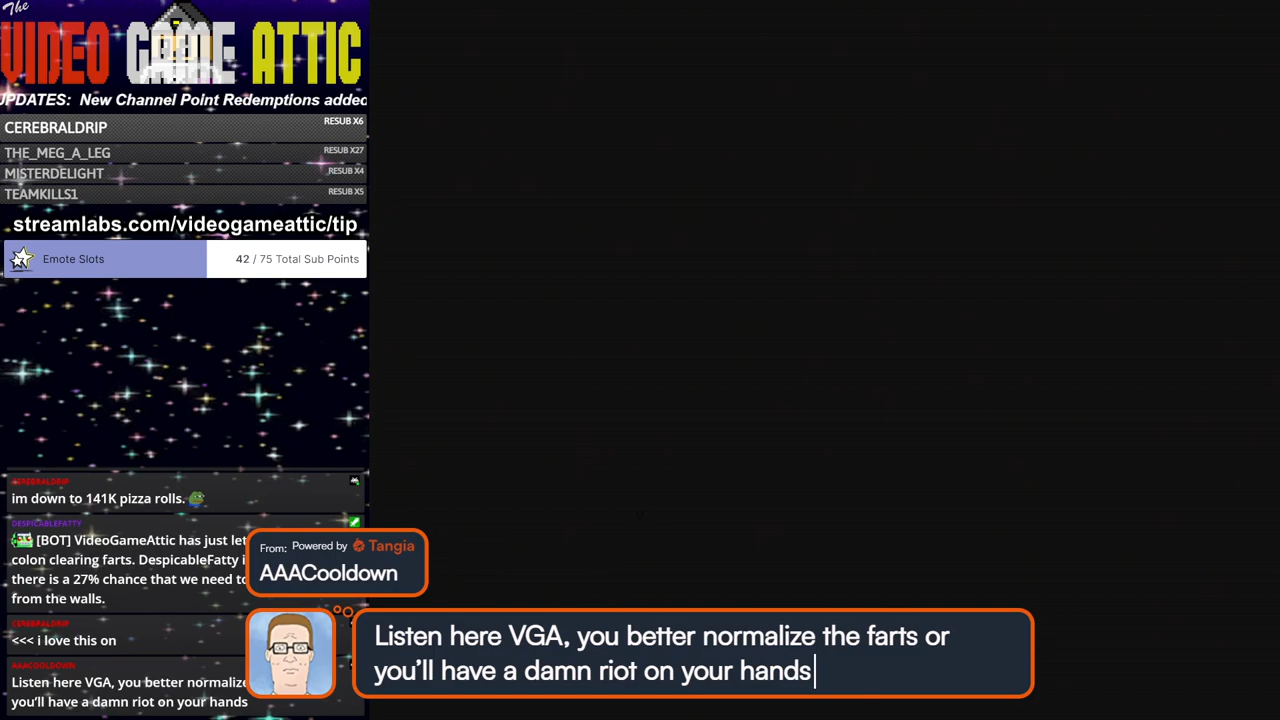 The
VIDEO GAME ATTIC
UPDATES: New Channel Point Redemptions added
CEREBRALDRIP RESUB X6
THE_MEG_A_LEG RESUB X27
MISTERDELIGHT RESUB X4
TEAMKILLS1 RESUB X5
streamlabs.com/videogameattic/tip
Emote Slots 42 / 75 Total Sub Points
CEREBRALDRIP
im down to 141K pizza rolls.
DESPICABLEFATTY
[BOT] VideoGameAttic has just let
colon clearing farts. DespicableFatty i
there is a 27% chance that we need to
from the walls.
CEREBRALDRIP
<<< i love this on
AAACOOLDOWN
Listen here VGA, you better normalize
you'll have a damn riot on your hands
From: Powered by Tangia
AAACooldown
Listen here VGA, you better normalize the farts or
you'll have a damn riot on your hands